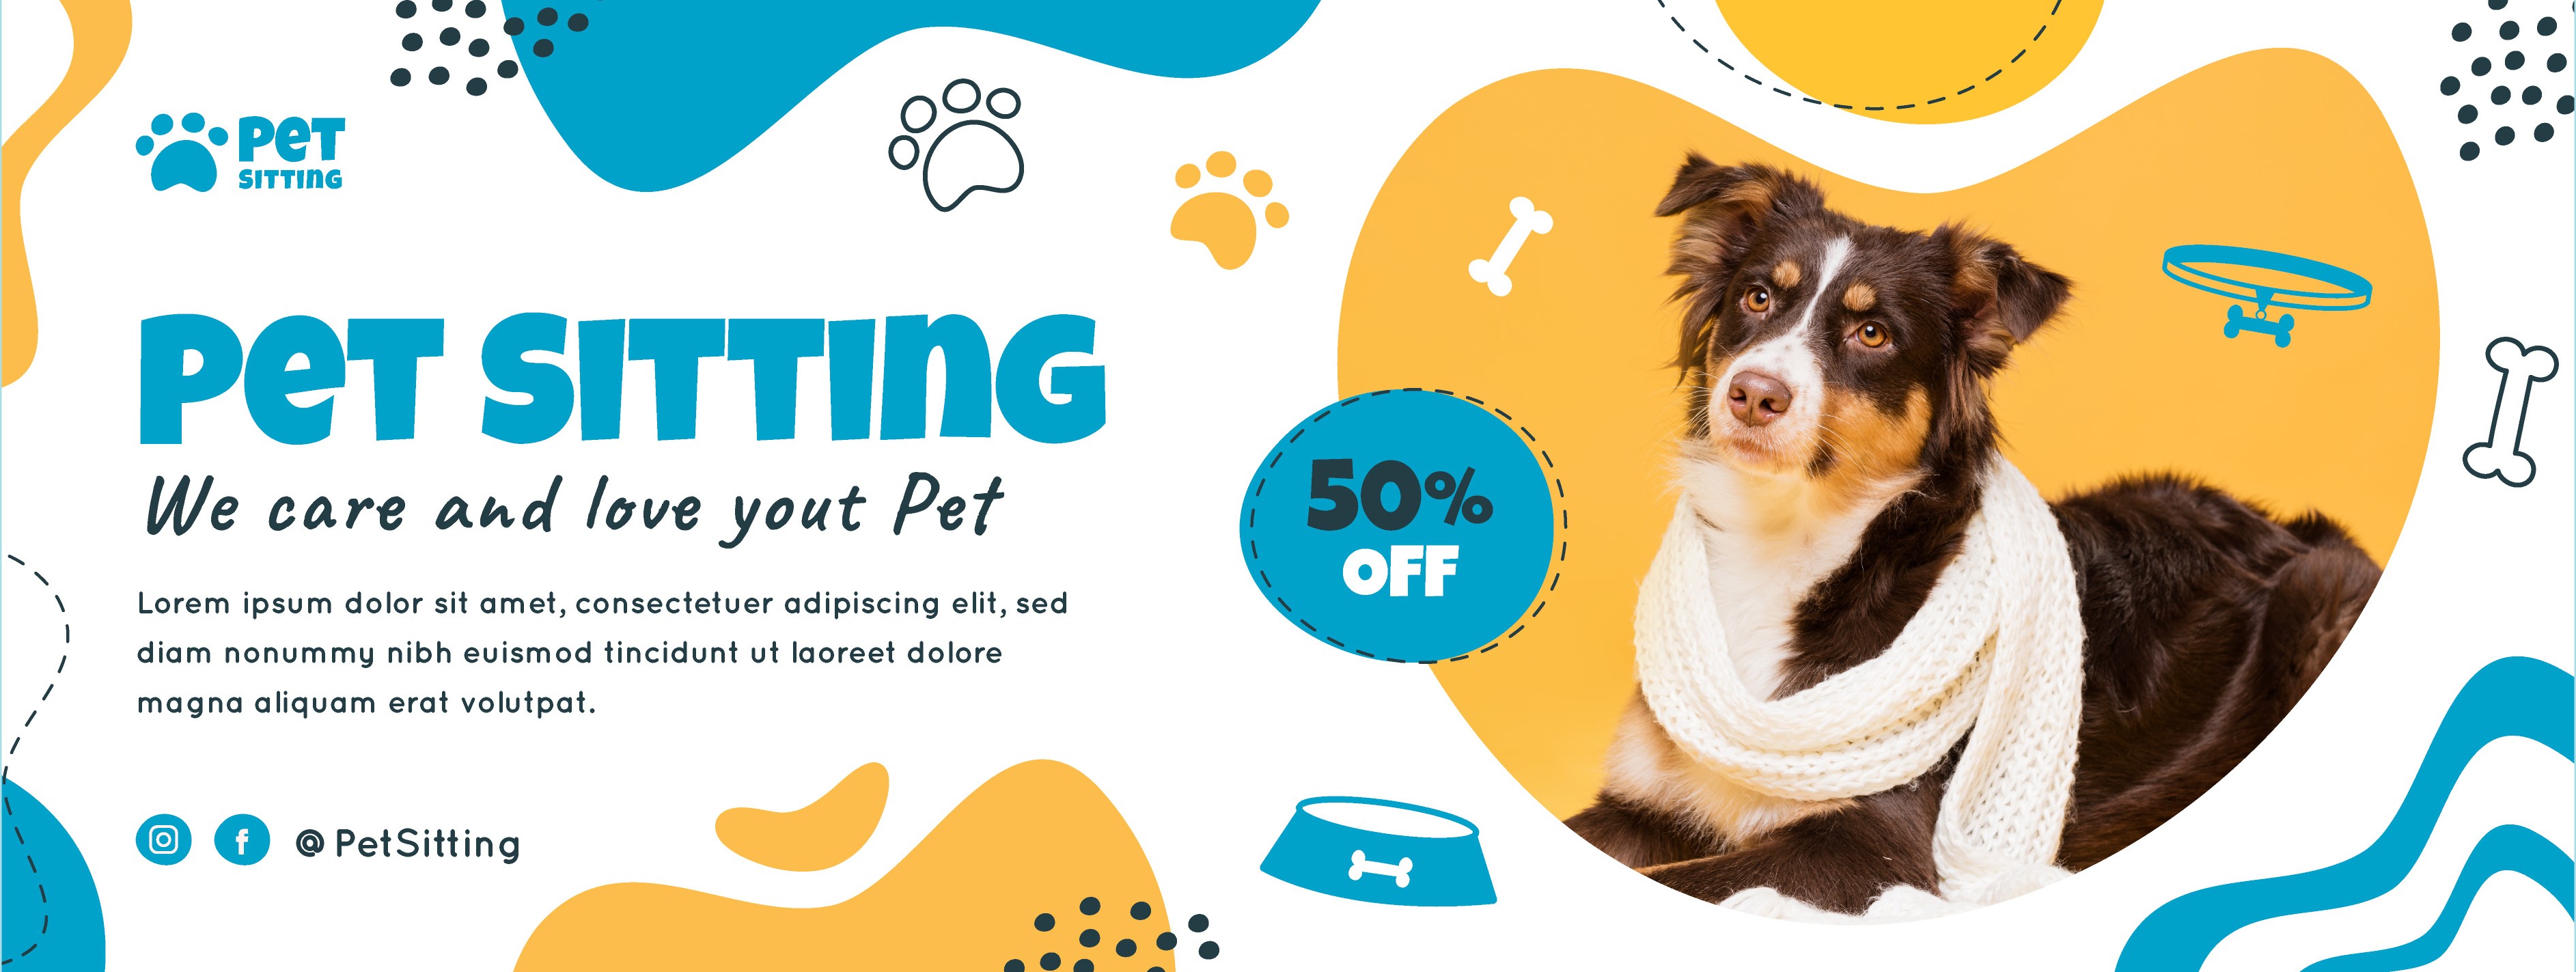 Pet
Sitting
Pet Sitting
We care and love yout Pet
Lorem ipsum dolor sit amet, consectetuer adipiscing elit, sed
diam nonummy nibh euismod tincidunt ut laoreet dolore
magna aliquam erat volutpat.
@PetSitting
50%
OFF